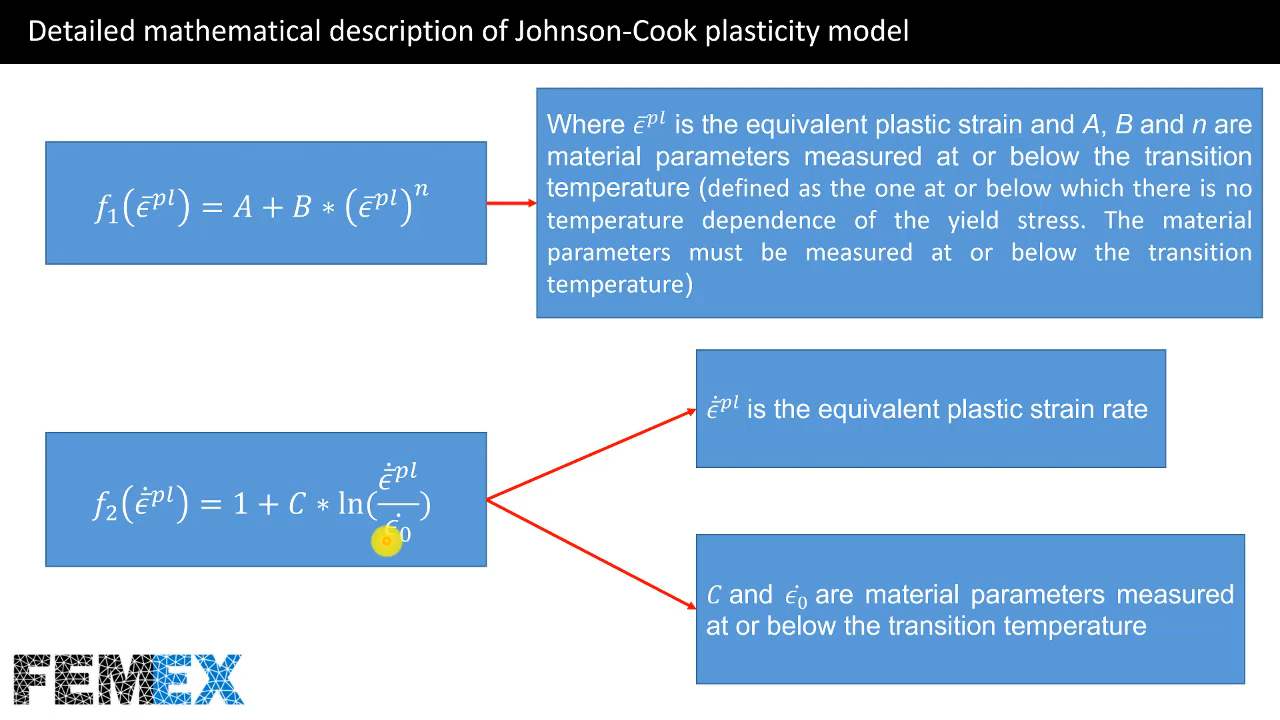 Detailed mathematical description of Johnson-Cook plasticity model
f₁(ϵ̄ᵖˡ) = A + B ∗ (ϵ̄ᵖˡ)ⁿ
Where ϵ̄ᵖˡ is the equivalent plastic strain and A, B and n are
material parameters measured at or below the transition
temperature (defined as the one at or below which there is no
temperature dependence of the yield stress. The material
parameters must be measured at or below the transition
temperature)
f₂(ϵ̄̇ᵖˡ) = 1 + C ∗ ln(ϵ̄̇ᵖˡ/ϵ̇₀)
ϵ̄̇ᵖˡ is the equivalent plastic strain rate
C and ϵ̇₀ are material parameters measured
at or below the transition temperature
FEMEX